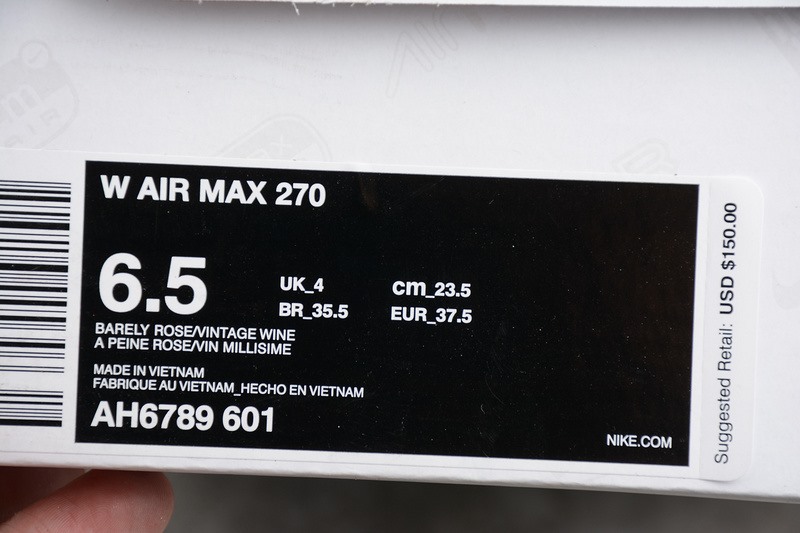 W AIR MAX 270
6.5
UK_4
cm_23.5
BR_35.5
EUR_37.5
BARELY ROSE/VINTAGE WINE
A PEINE ROSE/VIN MILLISIME
MADE IN VIETNAM
FABRIQUE AU VIETNAM_HECHO EN VIETNAM
AH6789 601
NIKE.COM
Suggested Retail: USD $150.00
AIR